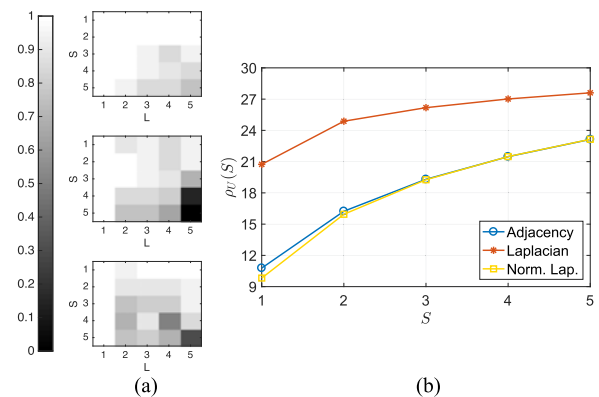 1
0.9
0.8
0.7
0.6
0.5
0.4
0.3
0.2
0.1
0
S
1
2
3
4
5
1 2 3 4 5
L
S
1
2
3
4
5
1 2 3 4 5
L
S
1
2
3
4
5
1 2 3 4 5
L
(a)
ρ_U(S)
30
27
24
21
18
15
12
9
1 2 3 4 5
S
Adjacency
Laplacian
Norm. Lap.
(b)